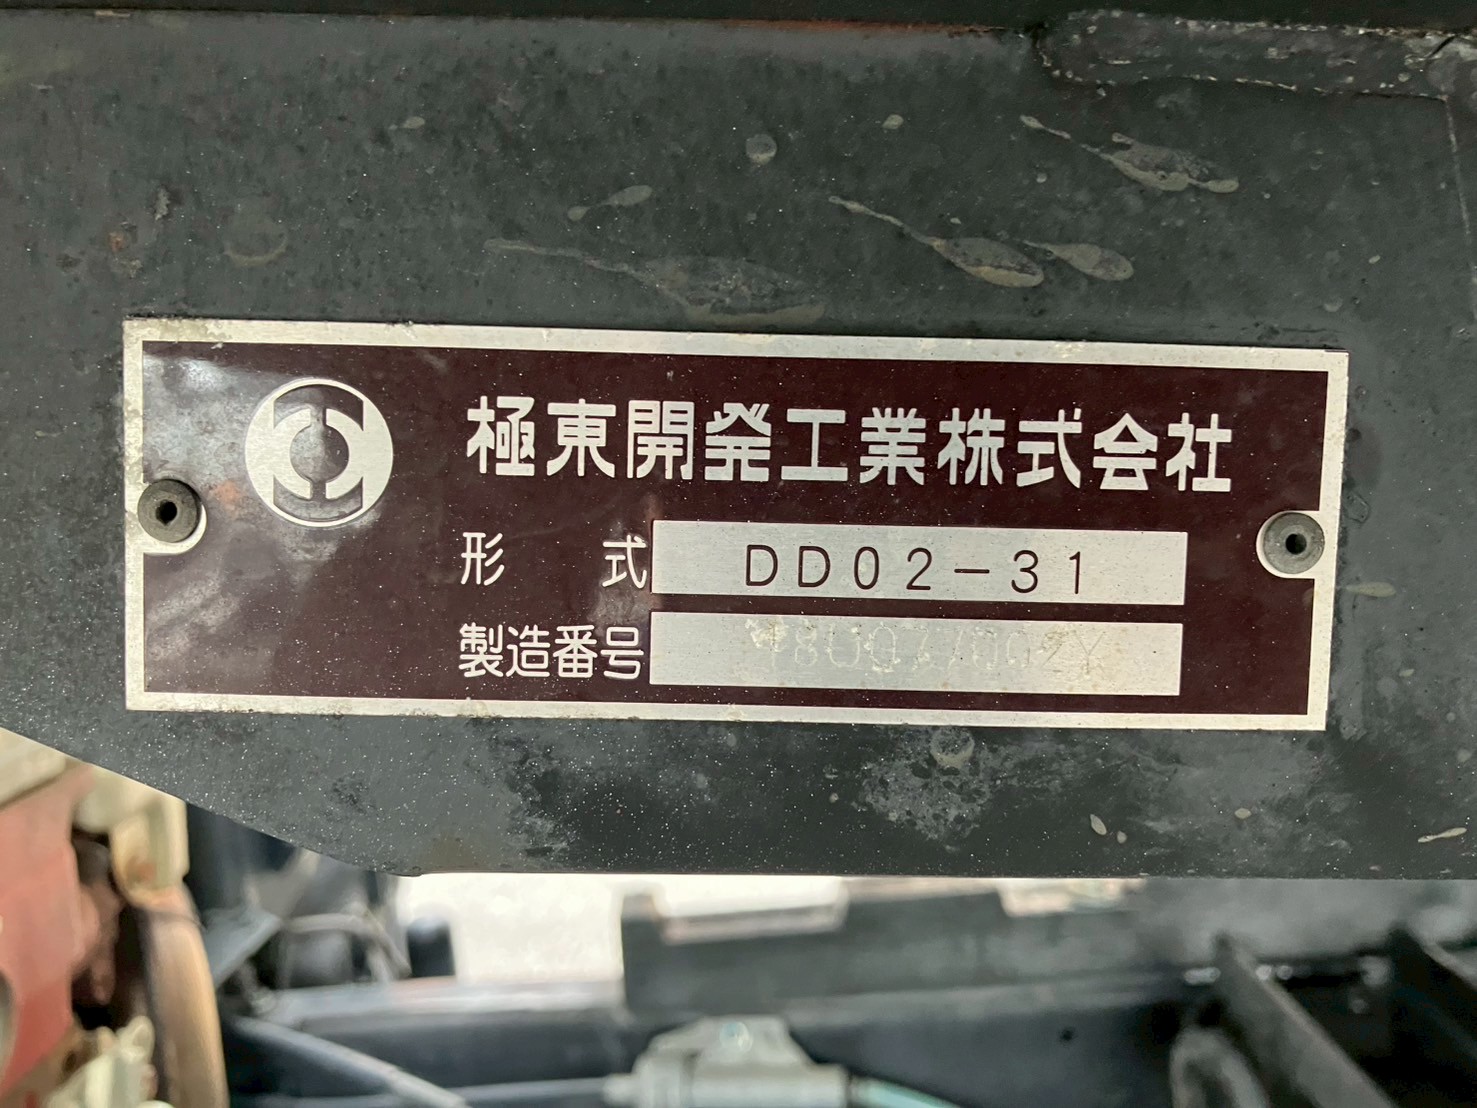 極東開発工業株式会社
形 式 DD02-31
製造番号